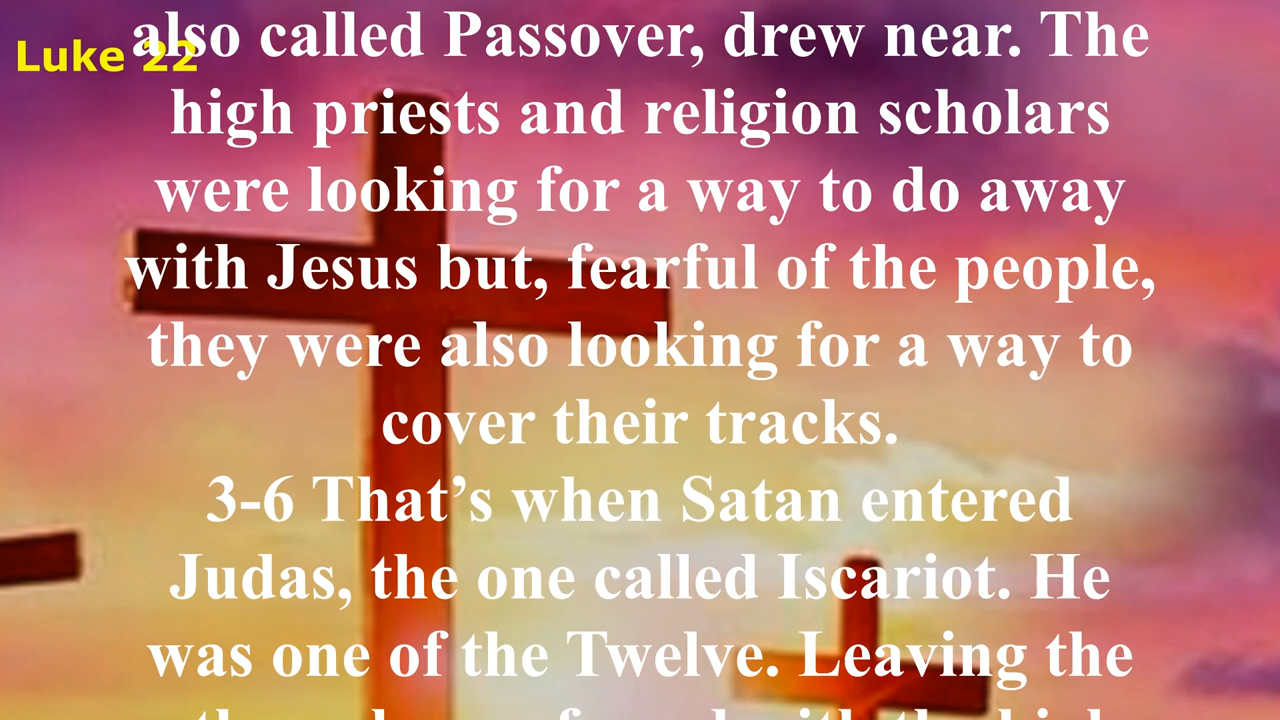 Luke 22
also called Passover, drew near. The
high priests and religion scholars
were looking for a way to do away
with Jesus but, fearful of the people,
they were also looking for a way to
cover their tracks.
3-6 That’s when Satan entered
Judas, the one called Iscariot. He
was one of the Twelve. Leaving the